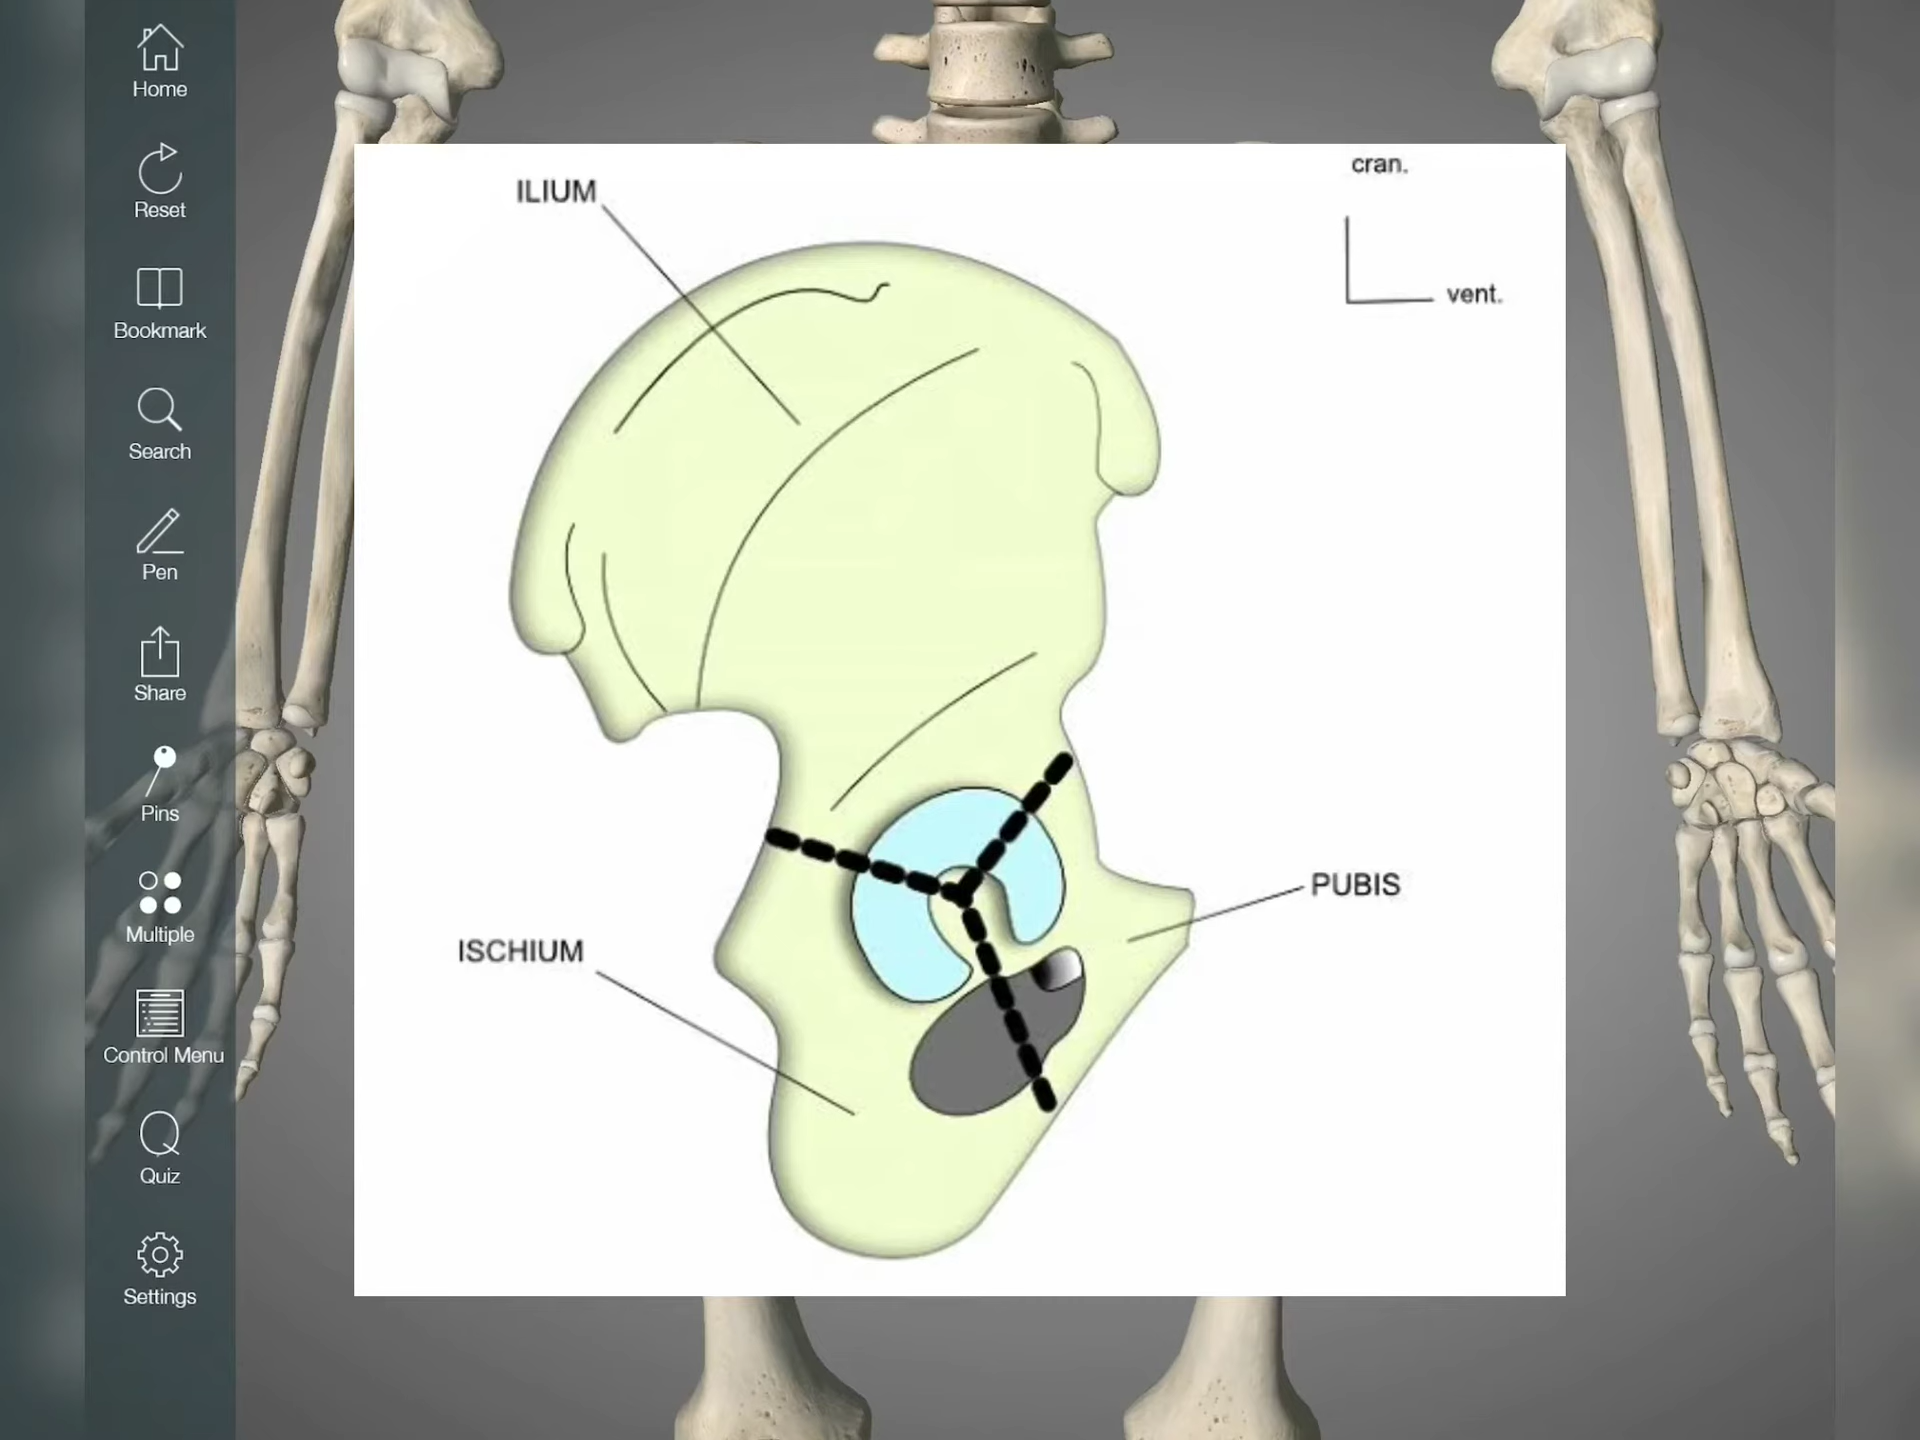 Home
Reset
Bookmark
Search
Pen
Share
Pins
Multiple
Control Menu
Quiz
Settings
ILIUM
cran.
vent.
PUBIS
ISCHIUM